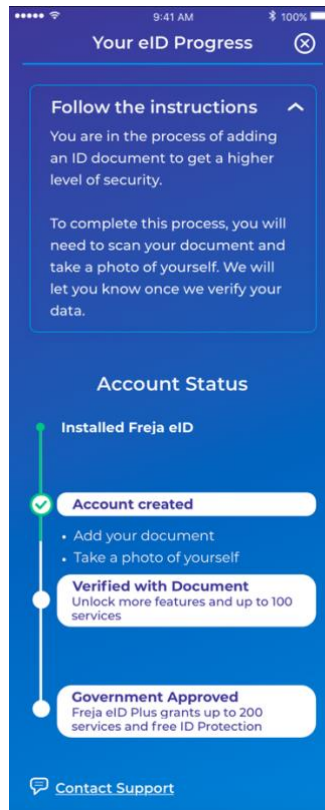 9:41 AM
100%
Your eID Progress
Follow the instructions
You are in the process of adding
an ID document to get a higher
level of security.
To complete this process, you will
need to scan your document and
take a photo of yourself. We will
let you know once we verify your
data.
Account Status
Installed Freja eID
Account created
• Add your document
• Take a photo of yourself
Verified with Document
Unlock more features and up to 100
services
Government Approved
Freja eID Plus grants up to 200
services and free ID Protection
Contact Support